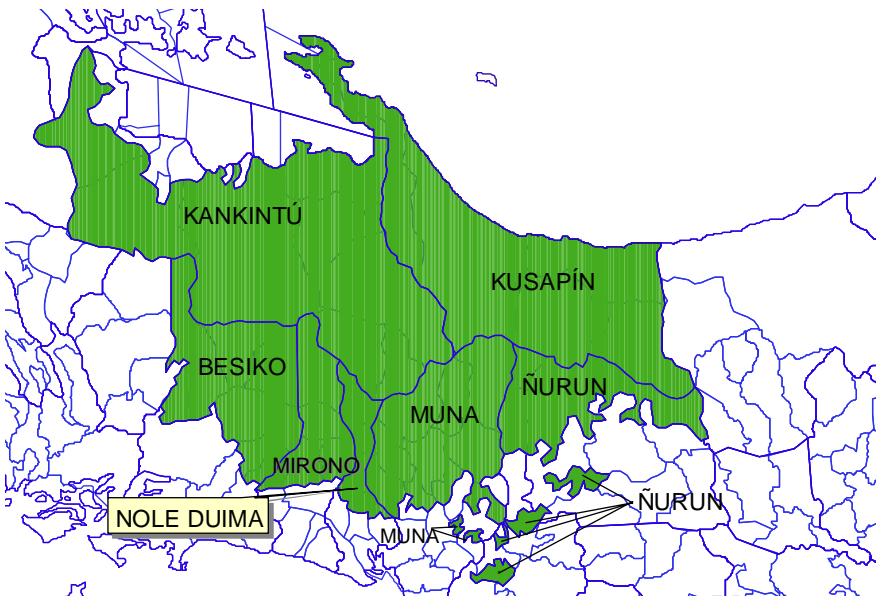 KANKINTÚ
KUSAPÍN
BESIKO
ÑURUN
MUNA
MIRONO
ÑURUN
NOLE DUIMA
MUNA